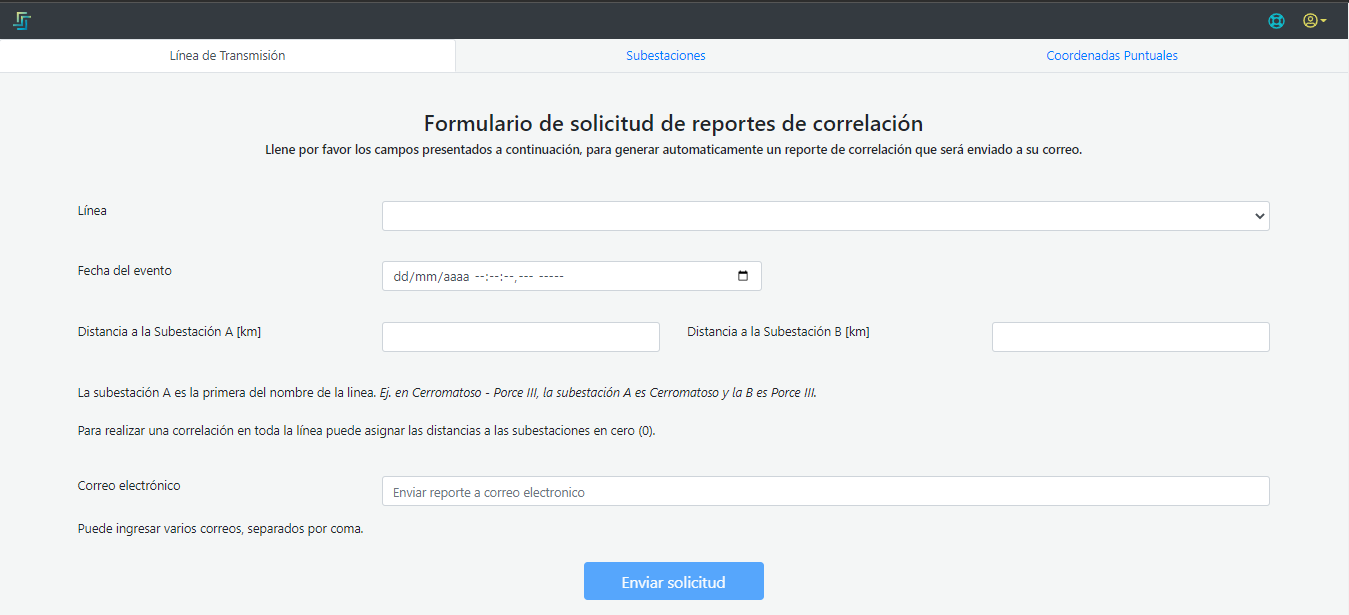 Línea de Transmisión
Subestaciones
Coordenadas Puntuales
Formulario de solicitud de reportes de correlación
Llene por favor los campos presentados a continuación, para generar automaticamente un reporte de correlación que será enviado a su correo.
Línea
Fecha del evento
dd/mm/aaaa --:--:--,--- -----
Distancia a la Subestación A [km]
Distancia a la Subestación B [km]
La subestación A es la primera del nombre de la linea. Ej. en Cerromatoso - Porce III, la subestación A es Cerromatoso y la B es Porce III.
Para realizar una correlación en toda la línea puede asignar las distancias a las subestaciones en cero (0).
Correo electrónico
Enviar reporte a correo electronico
Puede ingresar varios correos, separados por coma.
Enviar solicitud